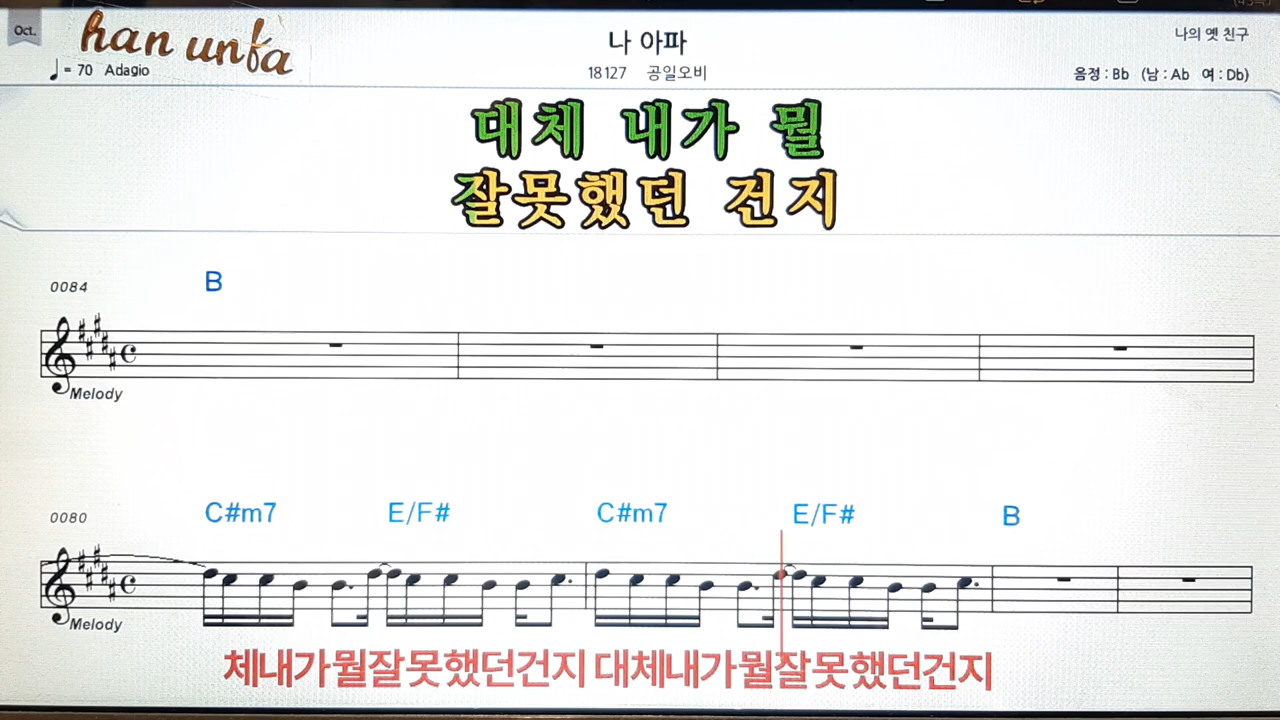 Oct.
han unfa
나 아파
나의 옛 친구
♩= 70 Adagio
18127 공일오비
음정 : Bb (남 : Ab 여 : Db)
대체 내가 뭘
잘못했던 건지
0084
B
Melody
0080
C#m7 E/F# C#m7 E/F# B
Melody
체내가뭘잘못했던건지 대체내가뭘잘못했던건지